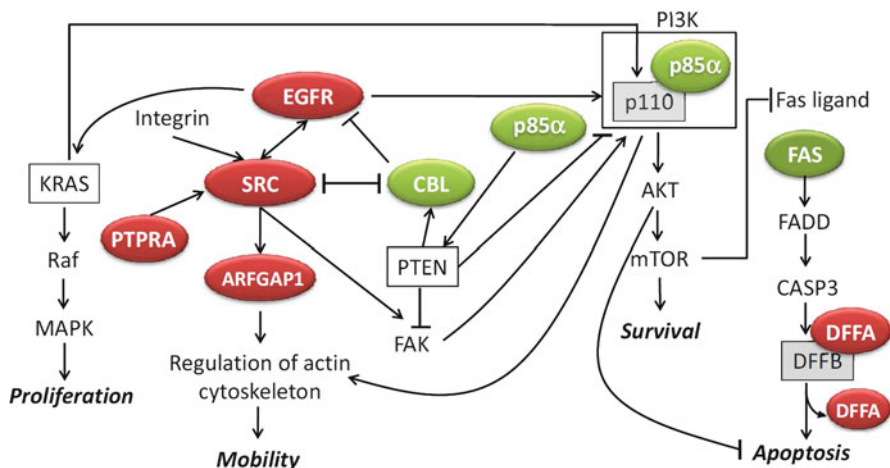 PI3K
p85α
p110
EGFR
Integrin
p85α
Fas ligand
KRAS
SRC
CBL
FAS
AKT
PTPRA
FADD
Raf
ARFGAP1
PTEN
mTOR
CASP3
MAPK
FAK
Survival
DFFA
DFFB
Regulation of actin
cytoskeleton
Proliferation
DFFA
Mobility
Apoptosis